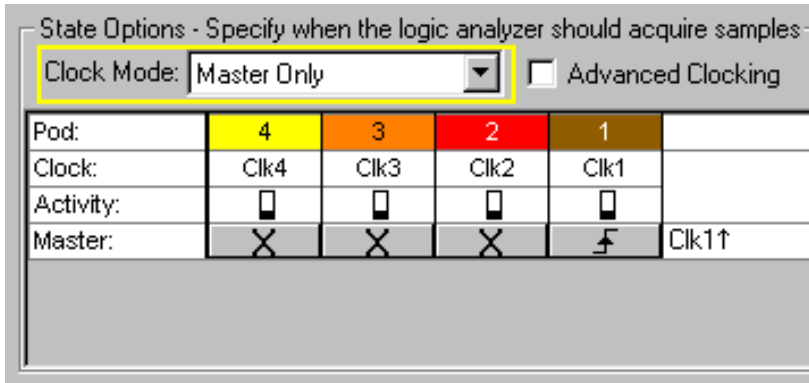 State Options - Specify when the logic analyzer should acquire samples
Clock Mode: Master Only Advanced Clocking
Pod: 4 3 2 1
Clock: Clk4 Clk3 Clk2 Clk1
Activity:
Master: X X X Clk1↑